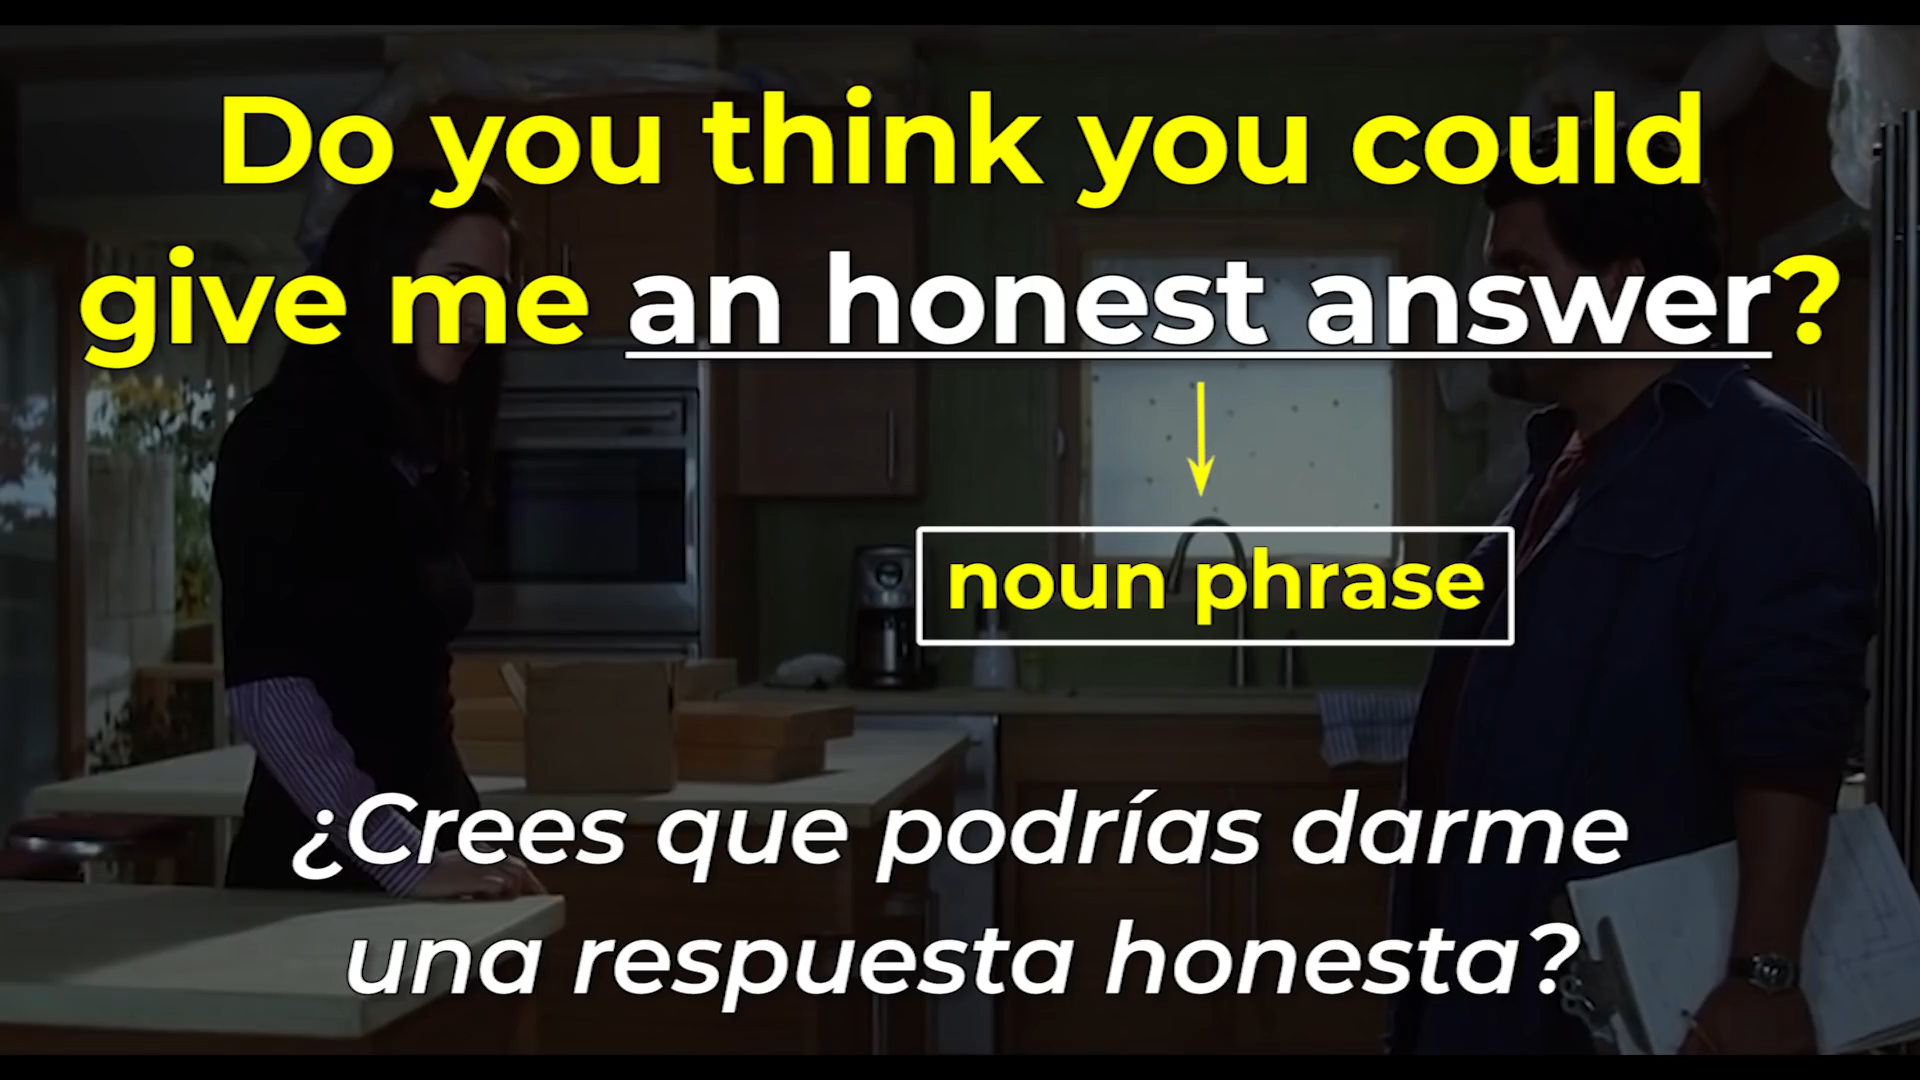 Do you think you could
give me an honest answer?
noun phrase
¿Crees que podrías darme
una respuesta honesta?